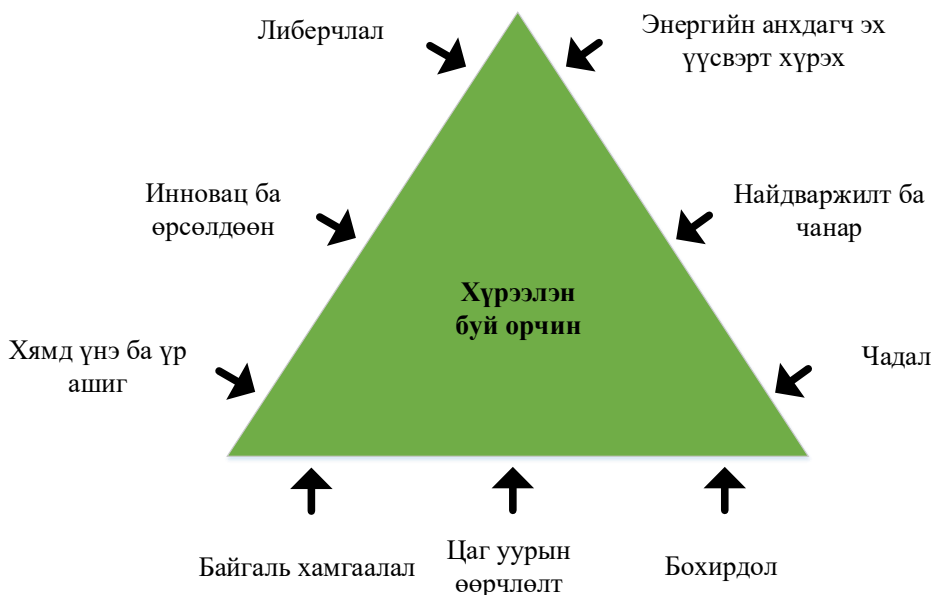 Либерчлал
Энергийн анхдагч эх
үүсвэрт хүрэх
Инновац ба
өрсөлдөөн
Найдваржилт ба
чанар
Хүрээлэн
буй орчин
Хямд үнэ ба үр
ашиг
Чадал
Байгаль хамгаалал
Цаг уурын
өөрчлөлт
Бохирдол